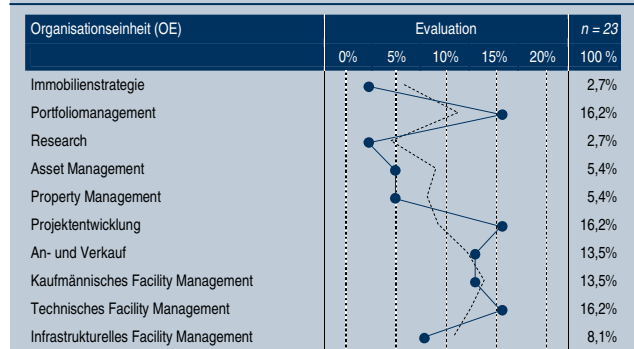 Organisationseinheit (OE) Evaluation n = 23
0% 5% 10% 15% 20% 100 %
Immobilienstrategie 2,7%
Portfoliomanagement 16,2%
Research 2,7%
Asset Management 5,4%
Property Management 5,4%
Projektentwicklung 16,2%
An- und Verkauf 13,5%
Kaufmännisches Facility Management 13,5%
Technisches Facility Management 16,2%
Infrastrukturelles Facility Management 8,1%